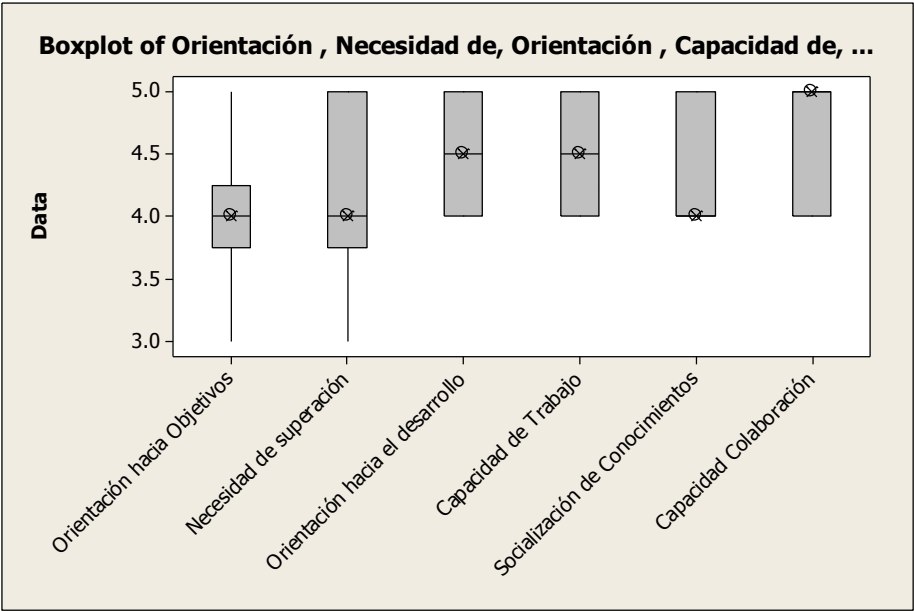 Boxplot of Orientación , Necesidad de, Orientación , Capacidad de, ...
Data
5.0
4.5
4.0
3.5
3.0
Orientación hacia Objetivos
Necesidad de superación
Orientación hacia el desarrollo
Capacidad de Trabajo
Socialización de Conocimientos
Capacidad Colaboración